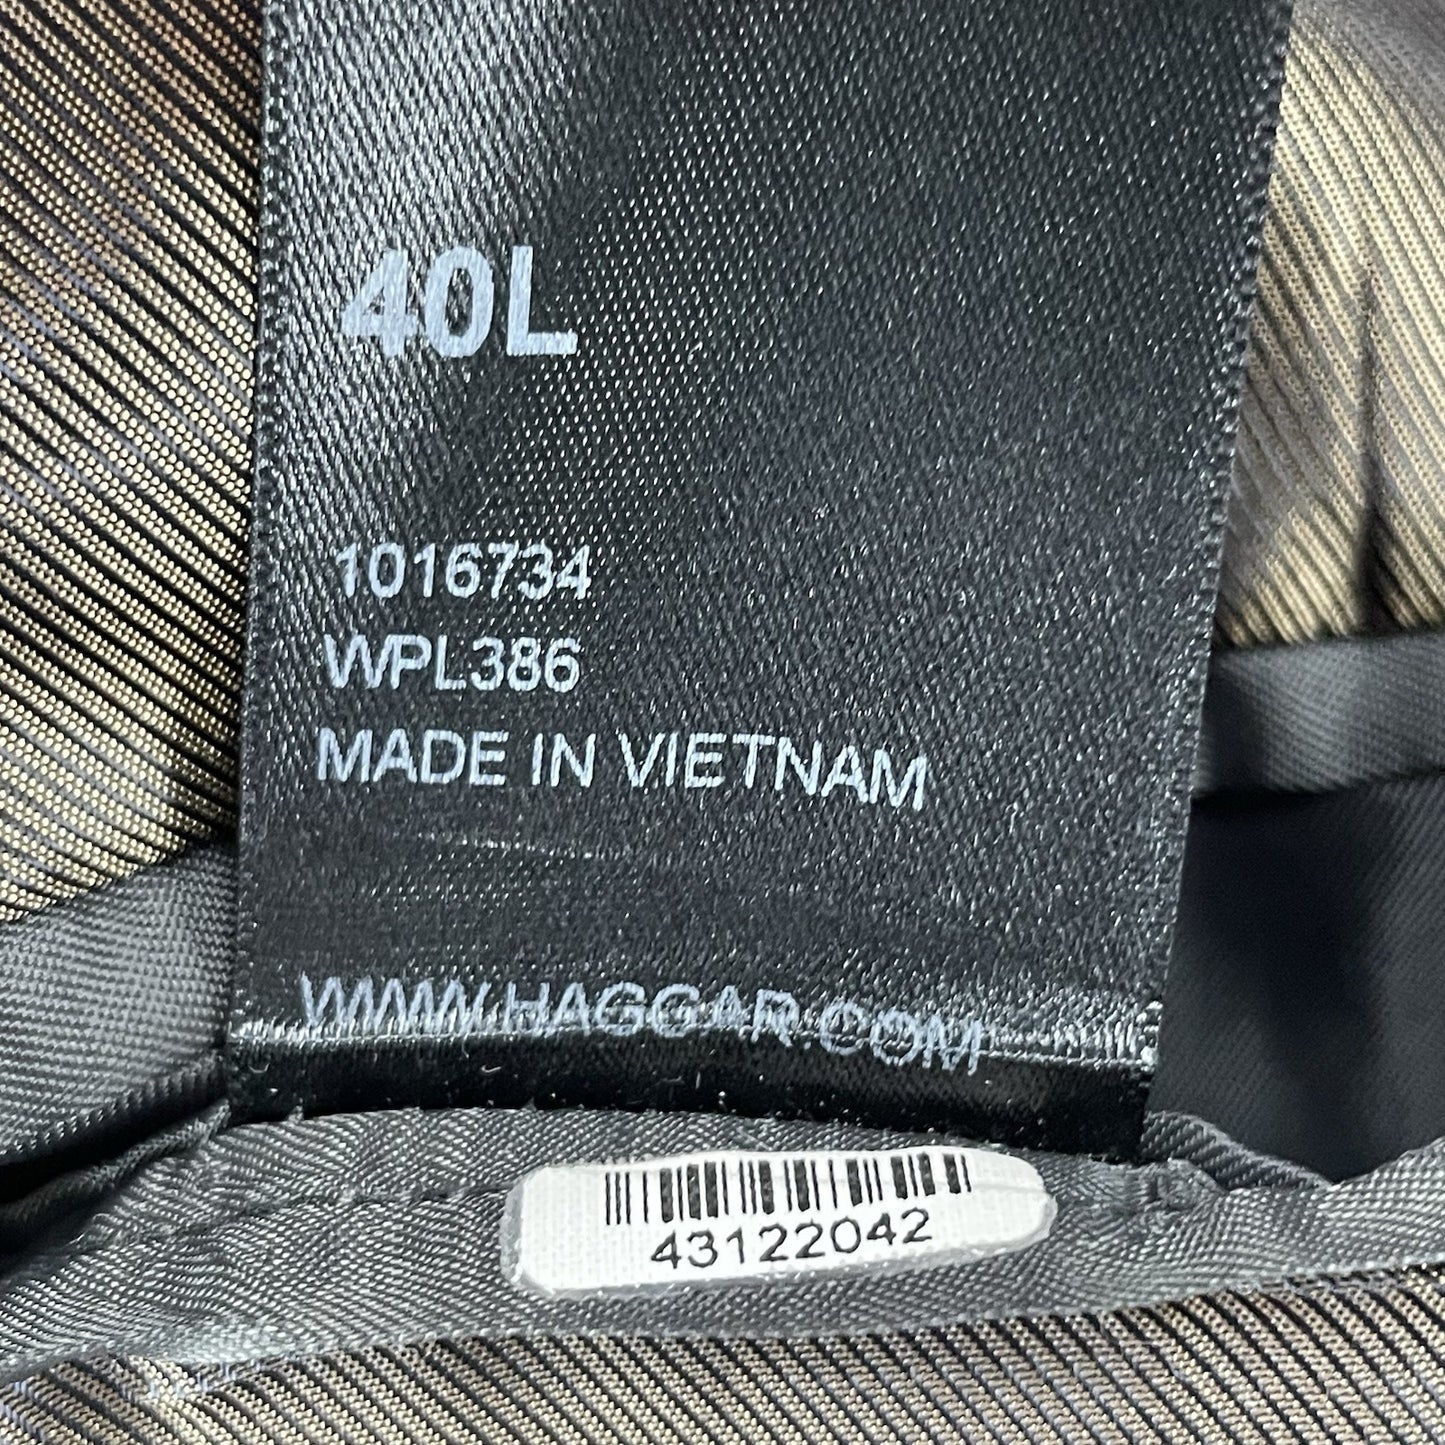 40L
1016734
WPL386
MADE IN VIETNAM
WWW.HAGGAR.COM
43122042